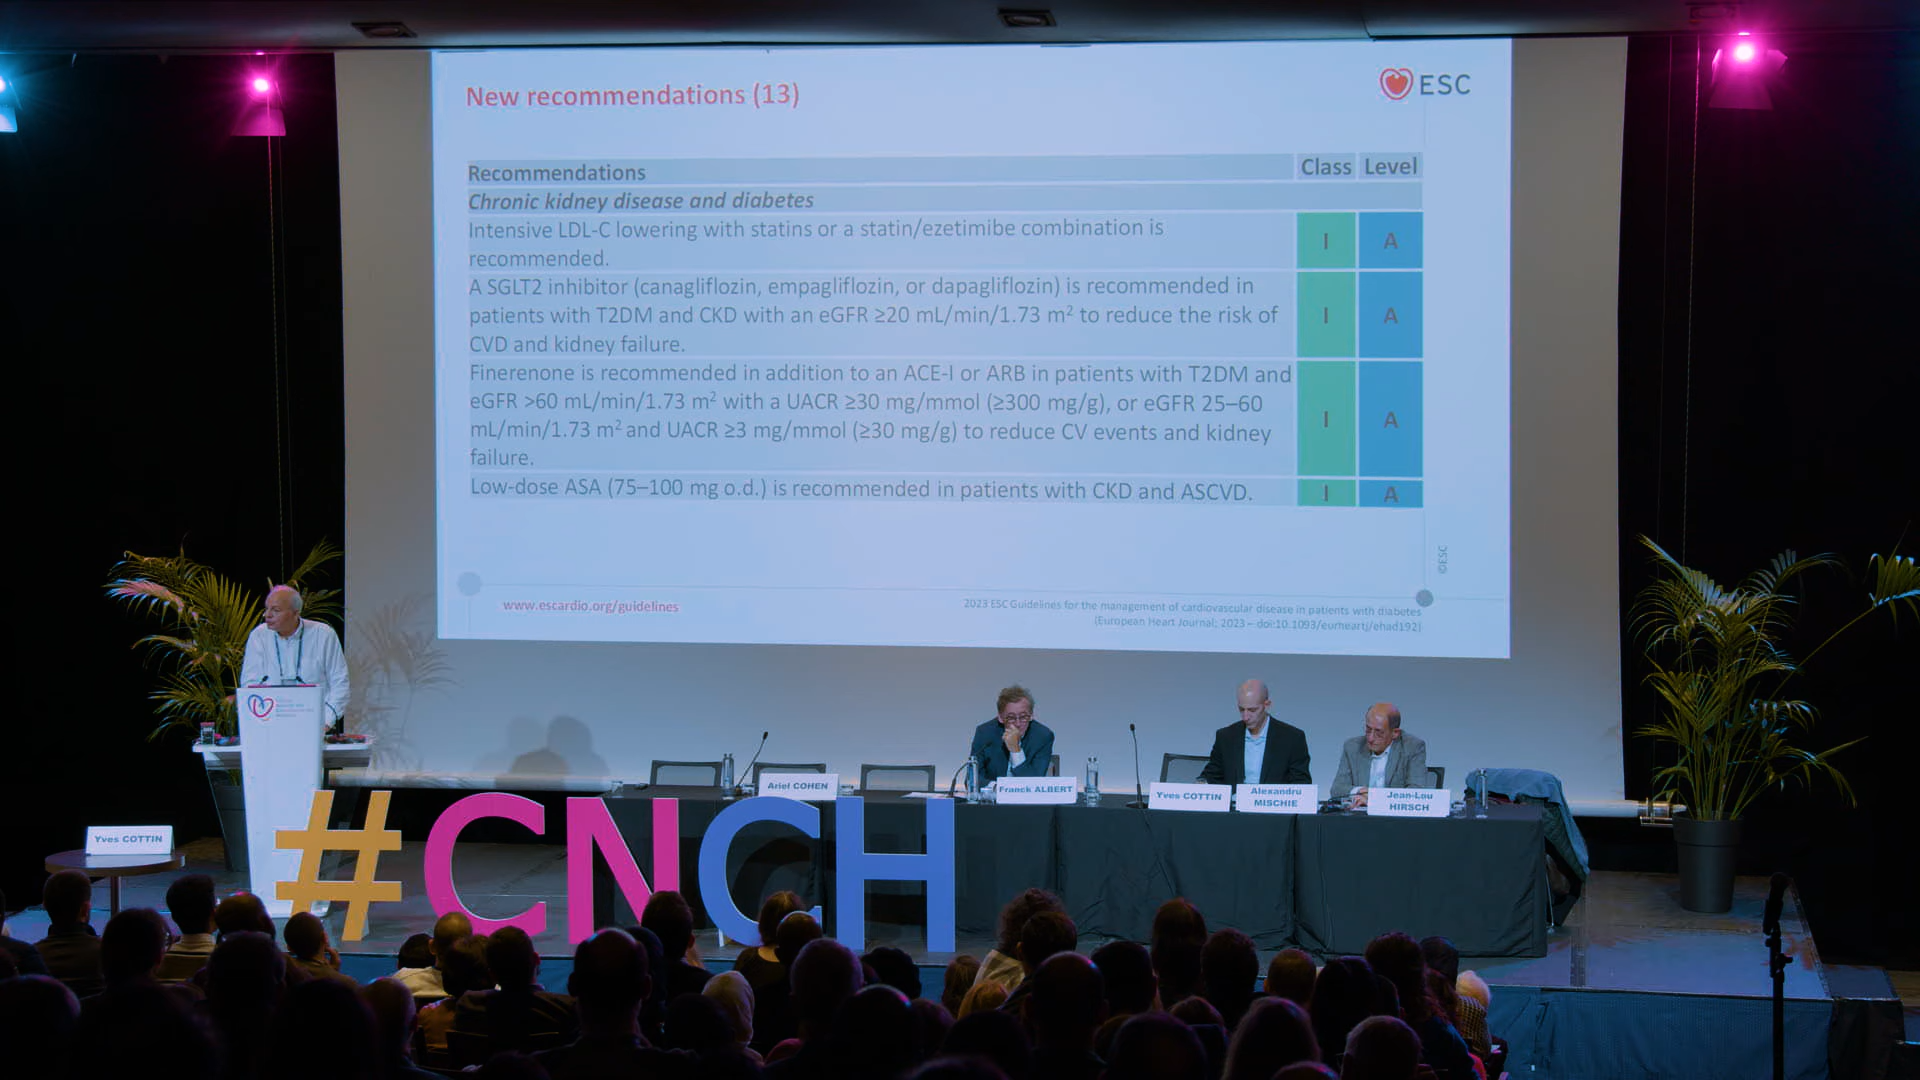 New recommendations (13)
ESC
Recommendations Class Level
Chronic kidney disease and diabetes
Intensive LDL-C lowering with statins or a statin/ezetimibe combination is
recommended.
I A
A SGLT2 inhibitor (canagliflozin, empagliflozin, or dapagliflozin) is recommended in
patients with T2DM and CKD with an eGFR ≥20 mL/min/1.73 m² to reduce the risk of
CVD and kidney failure.
I A
Finerenone is recommended in addition to an ACE-I or ARB in patients with T2DM and
eGFR >60 mL/min/1.73 m² with a UACR ≥30 mg/mmol (≥300 mg/g), or eGFR 25–60
mL/min/1.73 m² and UACR ≥3 mg/mmol (≥30 mg/g) to reduce CV events and kidney
failure.
I A
Low-dose ASA (75–100 mg o.d.) is recommended in patients with CKD and ASCVD.
I A
©ESC
www.escardio.org/guidelines
2023 ESC Guidelines for the management of cardiovascular disease in patients with diabetes
(European Heart Journal; 2023 – doi:10.1093/eurheartj/ehad192)
Ariel COHEN
Franck ALBERT
Yves COTTIN
Alexandru
MISCHIE
Jean-Lou
HIRSCH
Yves COTTIN
#CNCH